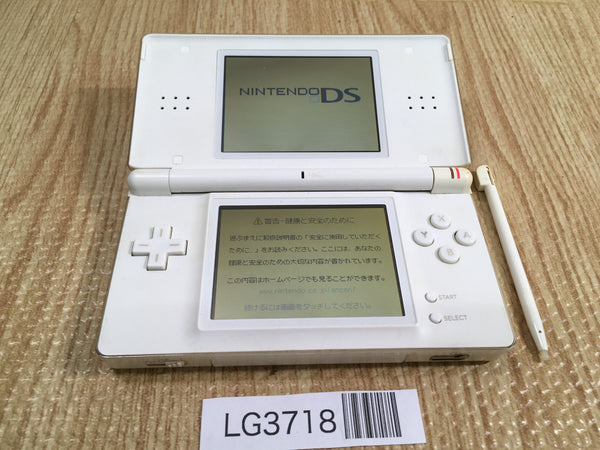 NINTENDO DS
⚠ 警告-健康と安全のために
遊ぶまえに取扱説明書の「安全に使用していただく
ために...」をお読みください。ここには、あなたの
健康と安全のための大切な内容が書かれています。
この内容はホームページでも見ることができます。
www.nintendo.co.jp/anzen/
続けるには画面をタッチしてください。
X
Y
A
B
START
SELECT
LG3718